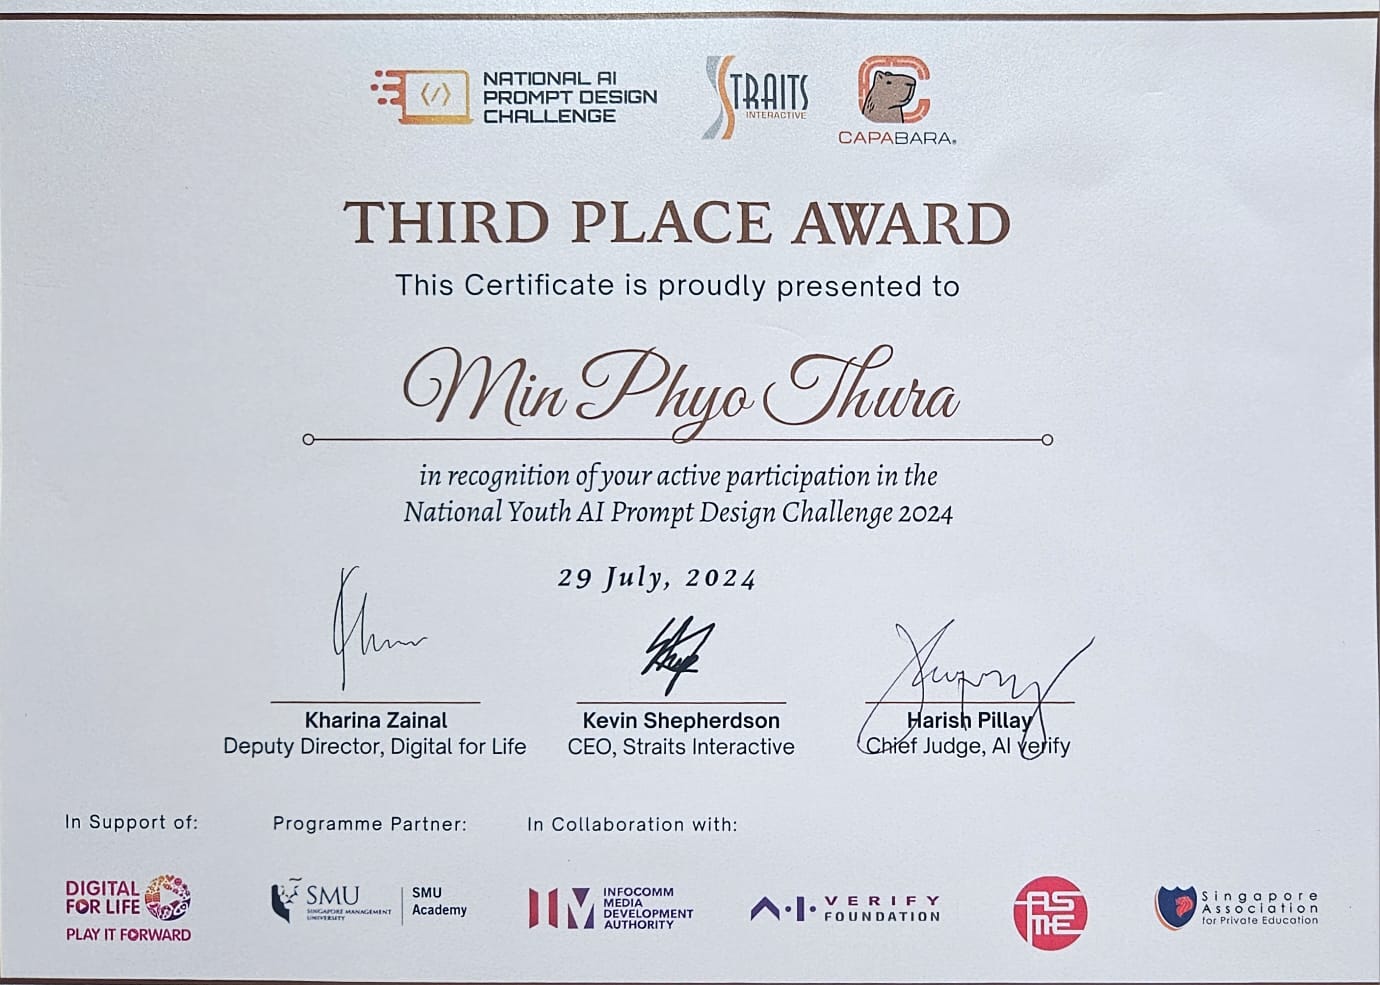 NATIONAL AI
PROMPT DESIGN
CHALLENGE
STRAITS
INTERACTIVE
CAPABARA®
THIRD PLACE AWARD
This Certificate is proudly presented to
Min Phyo Thura
in recognition of your active participation in the
National Youth AI Prompt Design Challenge 2024
29 July, 2024
Kharina Zainal
Deputy Director, Digital for Life
Kevin Shepherdson
CEO, Straits Interactive
Harish Pillay
Chief Judge, AI verify
In Support of:
Programme Partner:
In Collaboration with:
DIGITAL
FOR LIFE
PLAY IT FORWARD
SMU
SINGAPORE MANAGEMENT
UNIVERSITY
SMU
Academy
IM
INFOCOMM
MEDIA
DEVELOPMENT
AUTHORITY
A·I·VERIFY
FOUNDATION
ASME
Singapore
Association
for Private Education